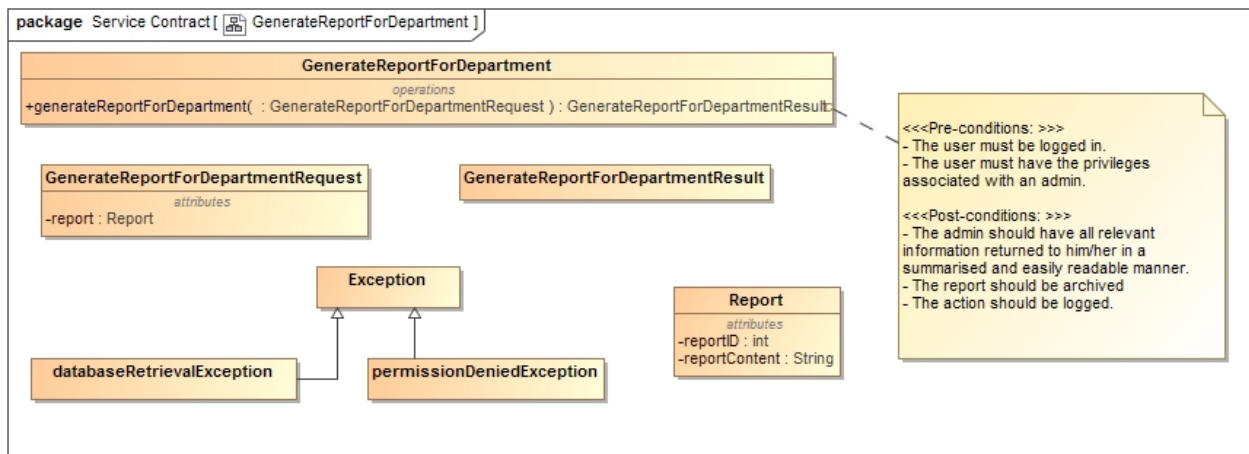 package Service Contract[ GenerateReportForDepartment ]
GenerateReportForDepartment
operations
+generateReportForDepartment( : GenerateReportForDepartmentRequest ) : GenerateReportForDepartmentResult
<<<Pre-conditions: >>>
- The user must be logged in.
- The user must have the privileges
associated with an admin.
<<<Post-conditions: >>>
- The admin should have all relevant
information returned to him/her in a
summarised and easily readable manner.
- The report should be archived
- The action should be logged.
GenerateReportForDepartmentRequest
attributes
-report : Report
GenerateReportForDepartmentResult
Exception
Report
attributes
-reportID : int
-reportContent : String
databaseRetrievalException
permissionDeniedException